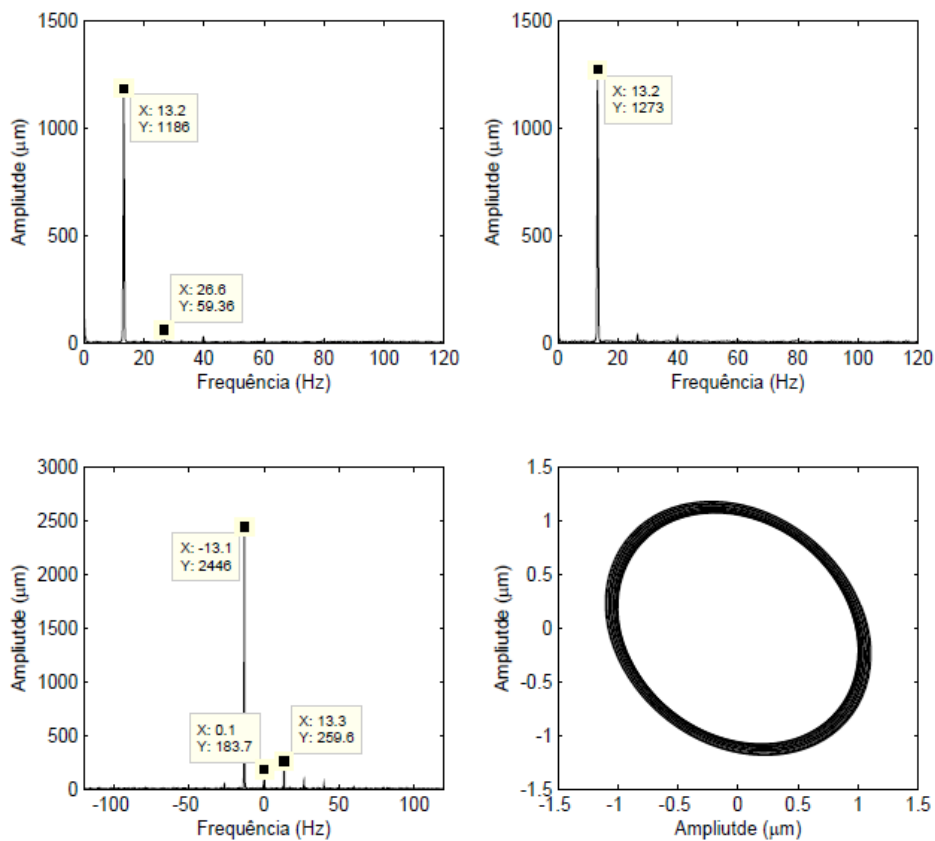 1500
1000
500
0
Ampliutde (μm)
X: 13.2
Y: 1186
X: 26.6
Y: 59.36
0 20 40 60 80 100 120
Frequência (Hz)
1500
1000
500
0
Ampliutde (μm)
X: 13.2
Y: 1273
0 20 40 60 80 100 120
Frequência (Hz)
3000
2500
2000
1500
1000
500
0
Ampliutde (μm)
X: -13.1
Y: 2446
X: 0.1
Y: 183.7
X: 13.3
Y: 259.6
-100 -50 0 50 100
Frequência (Hz)
1.5
1
0.5
0
-0.5
-1
-1.5
Ampliutde (μm)
-1.5 -1 -0.5 0 0.5 1 1.5
Ampliutde (μm)